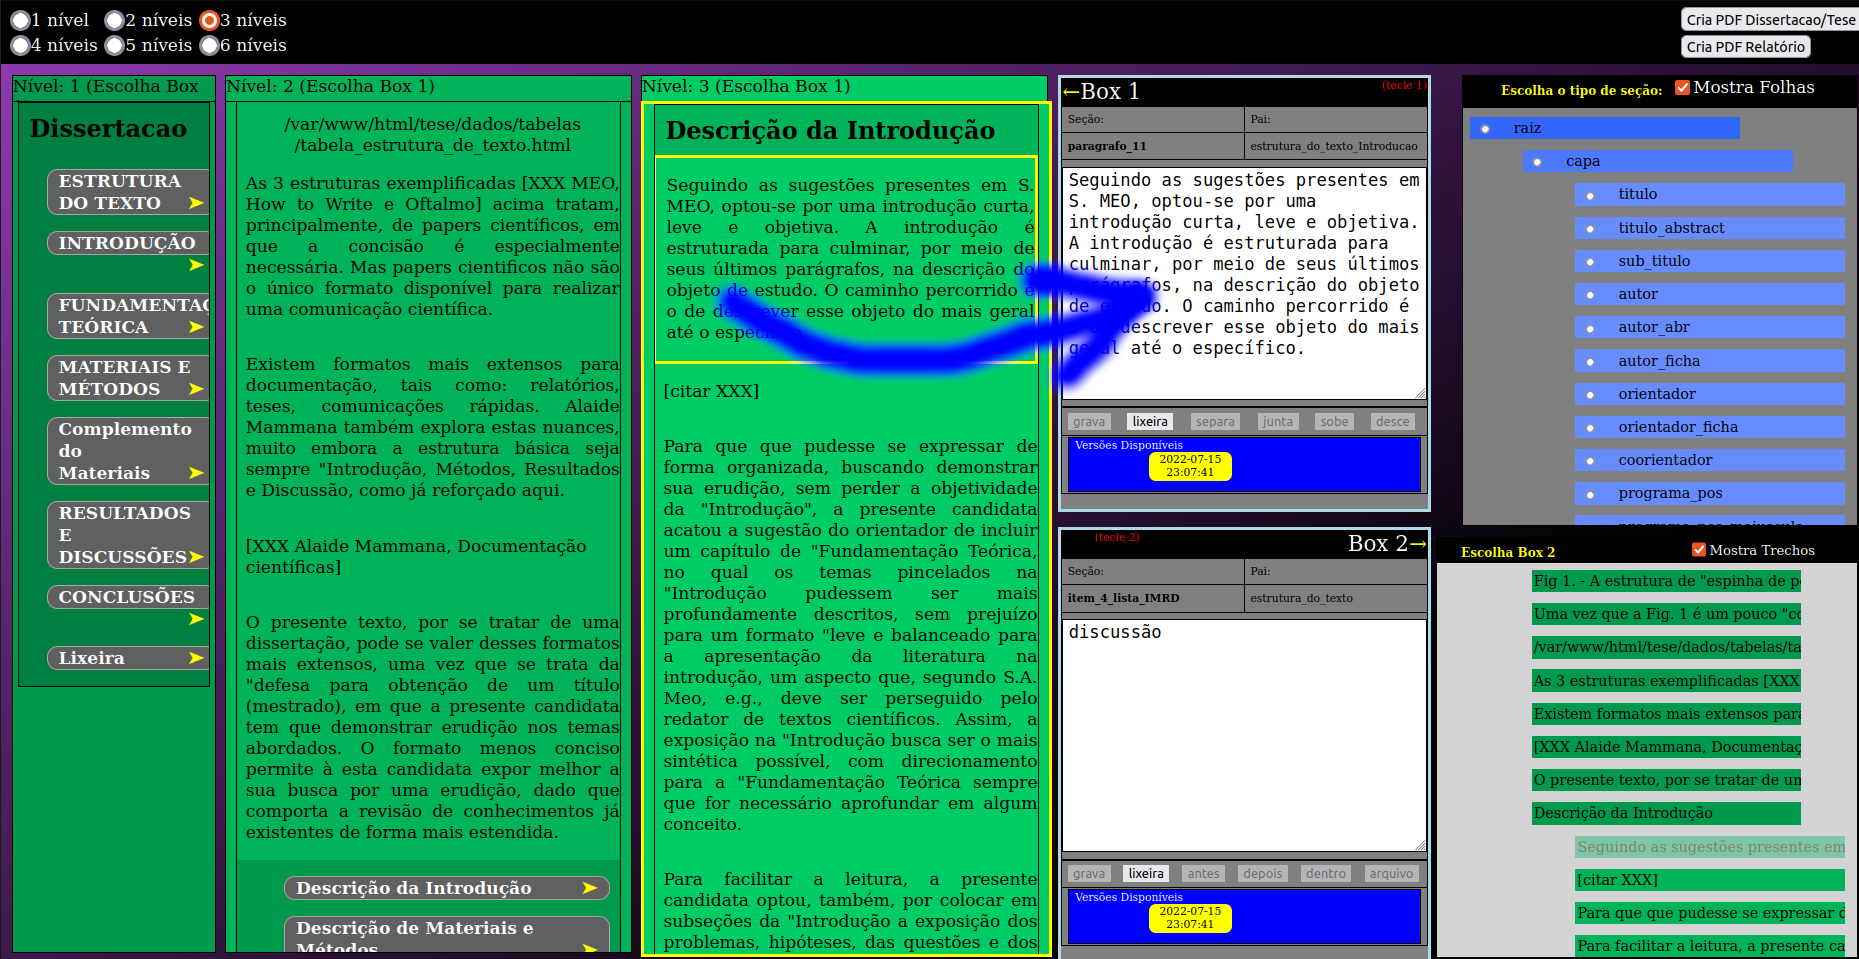 1 nível 2 níveis 3 níveis
4 níveis 5 níveis 6 níveis
Cria PDF Dissertacao/Tese
Cria PDF Relatório
Nível: 1 (Escolha Box
Dissertacao
ESTRUTURA
DO TEXTO
INTRODUÇÃO
FUNDAMENTAÇ
TEÓRICA
MATERIAIS E
MÉTODOS
Complemento
do
Materiais
RESULTADOS
E
DISCUSSÕES
CONCLUSÕES
Lixeira
Nível: 2 (Escolha Box 1)
/var/www/html/tese/dados/tabelas
/tabela_estrutura_de_texto.html
As 3 estruturas exemplificadas [XXX MEO,
How to Write e Oftalmo] acima tratam,
principalmente, de papers científicos, em
que a concisão é especialmente
necessária. Mas papers cientificos não são
o único formato disponível para realizar
uma comunicação científica.
Existem formatos mais extensos para
documentação, tais como: relatórios,
teses, comunicações rápidas. Alaide
Mammana também explora estas nuances,
muito embora a estrutura básica seja
sempre "Introdução, Métodos, Resultados
e Discussão, como já reforçado aqui.
[XXX Alaide Mammana, Documentação
científicas]
O presente texto, por se tratar de uma
dissertação, pode se valer desses formatos
mais extensos, uma vez que se trata da
"defesa para obtenção de um título
(mestrado), em que a presente candidata
tem que demonstrar erudição nos temas
abordados. O formato menos conciso
permite à esta candidata expor melhor a
sua busca por uma erudição, dado que
comporta a revisão de conhecimentos já
existentes de forma mais estendida.
Descrição da Introdução
Descrição de Materiais e
Métodos
Nível: 3 (Escolha Box 1)
Descrição da Introdução
Seguindo as sugestões presentes em S.
MEO, optou-se por uma introdução curta,
leve e objetiva. A introdução é
estruturada para culminar, por meio de
seus últimos parágrafos, na descrição do
objeto de estudo. O caminho percorrido é
o de descrever esse objeto do mais geral
até o específico.
[citar XXX]
Para que que pudesse se expressar de
forma organizada, buscando demonstrar
sua erudição, sem perder a objetividade
da "Introdução", a presente candidata
acatou a sugestão do orientador de incluir
um capítulo de "Fundamentação Teórica,
no qual os temas pincelados na
"Introdução pudessem ser mais
profundamente descritos, sem prejuízo
para um formato "leve e balanceado para
a apresentação da literatura na
introdução, um aspecto que, segundo S.A.
Meo, e.g., deve ser perseguido pelo
redator de textos científicos. Assim, a
exposição na "Introdução busca ser o mais
sintética possível, com direcionamento
para a "Fundamentação Teórica sempre
que for necessário aprofundar em algum
conceito.
Para facilitar a leitura, a presente
candidata optou, também, por colocar em
subseções da "Introdução a exposição dos
problemas, hipóteses, das questões e dos
←Box 1 (tecle 1)
Seção: Pai:
paragrafo_11 estrutura_do_texto_Introducao
Seguindo as sugestões presentes em
S. MEO, optou-se por uma
introdução curta, leve e objetiva.
A introdução é estruturada para
culminar, por meio de seus últimos
parágrafos, na descrição do objeto
de estudo. O caminho percorrido é
o de descrever esse objeto do mais
geral até o específico.
grava lixeira separa junta sobe desce
Versões Disponíveis
2022-07-15
23:07:41
(tecle 2) Box 2→
Seção: Pai:
item_4_lista_IMRD estrutura_do_texto
discussão
grava lixeira antes depois dentro arquivo
Versões Disponíveis
2022-07-15
23:07:41
Escolha o tipo de seção: Mostra Folhas
raiz
capa
titulo
titulo_abstract
sub_titulo
autor
autor_abr
autor_ficha
orientador
orientador_ficha
coorientador
programa_pos
programa_pos_maiusculo
Escolha Box 2 Mostra Trechos
Fig 1. - A estrutura de "espinha de p
Uma vez que a Fig. 1 é um pouco "co
/var/www/html/tese/dados/tabelas/ta
As 3 estruturas exemplificadas [XXX
Existem formatos mais extensos para
[XXX Alaide Mammana, Documentaç
O presente texto, por se tratar de un
Descrição da Introdução
Seguindo as sugestões presentes em
[citar XXX]
Para que que pudesse se expressar d
Para facilitar a leitura, a presente ca